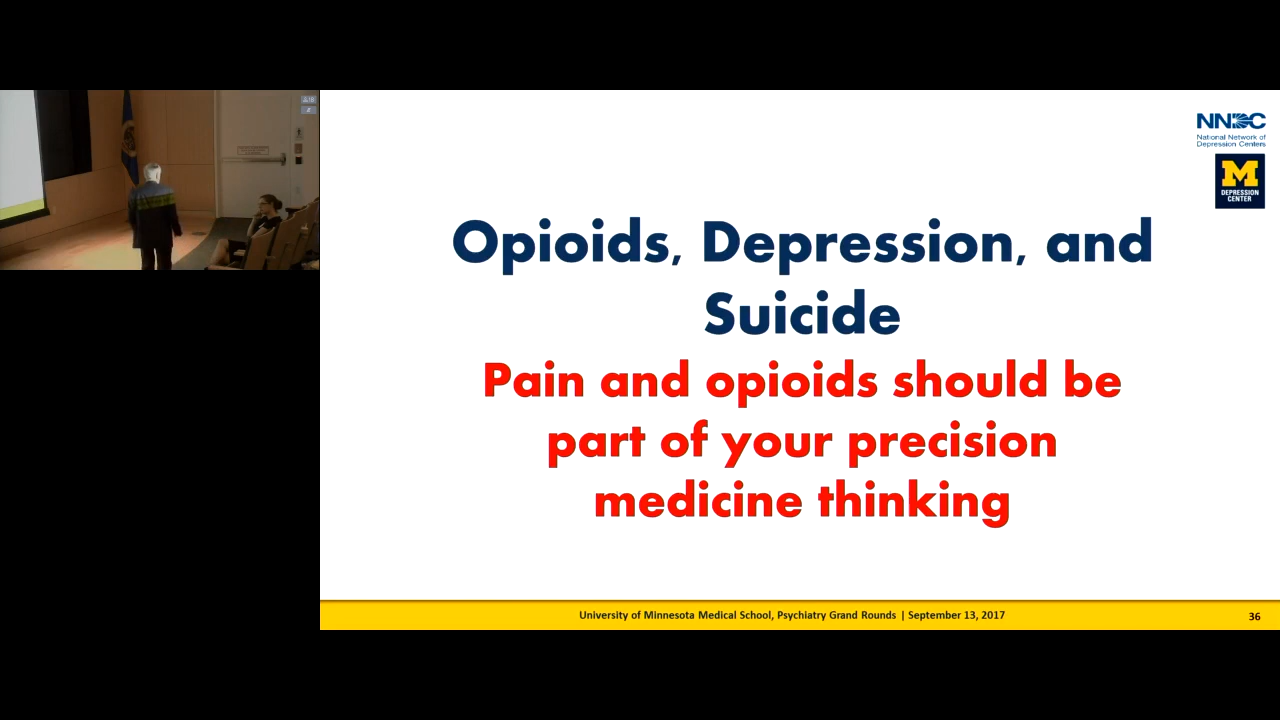 NNDC
National Network of
Depression Centers
M
DEPRESSION
CENTER
Opioids, Depression, and
Suicide
Pain and opioids should be
part of your precision
medicine thinking
University of Minnesota Medical School, Psychiatry Grand Rounds | September 13, 2017
36